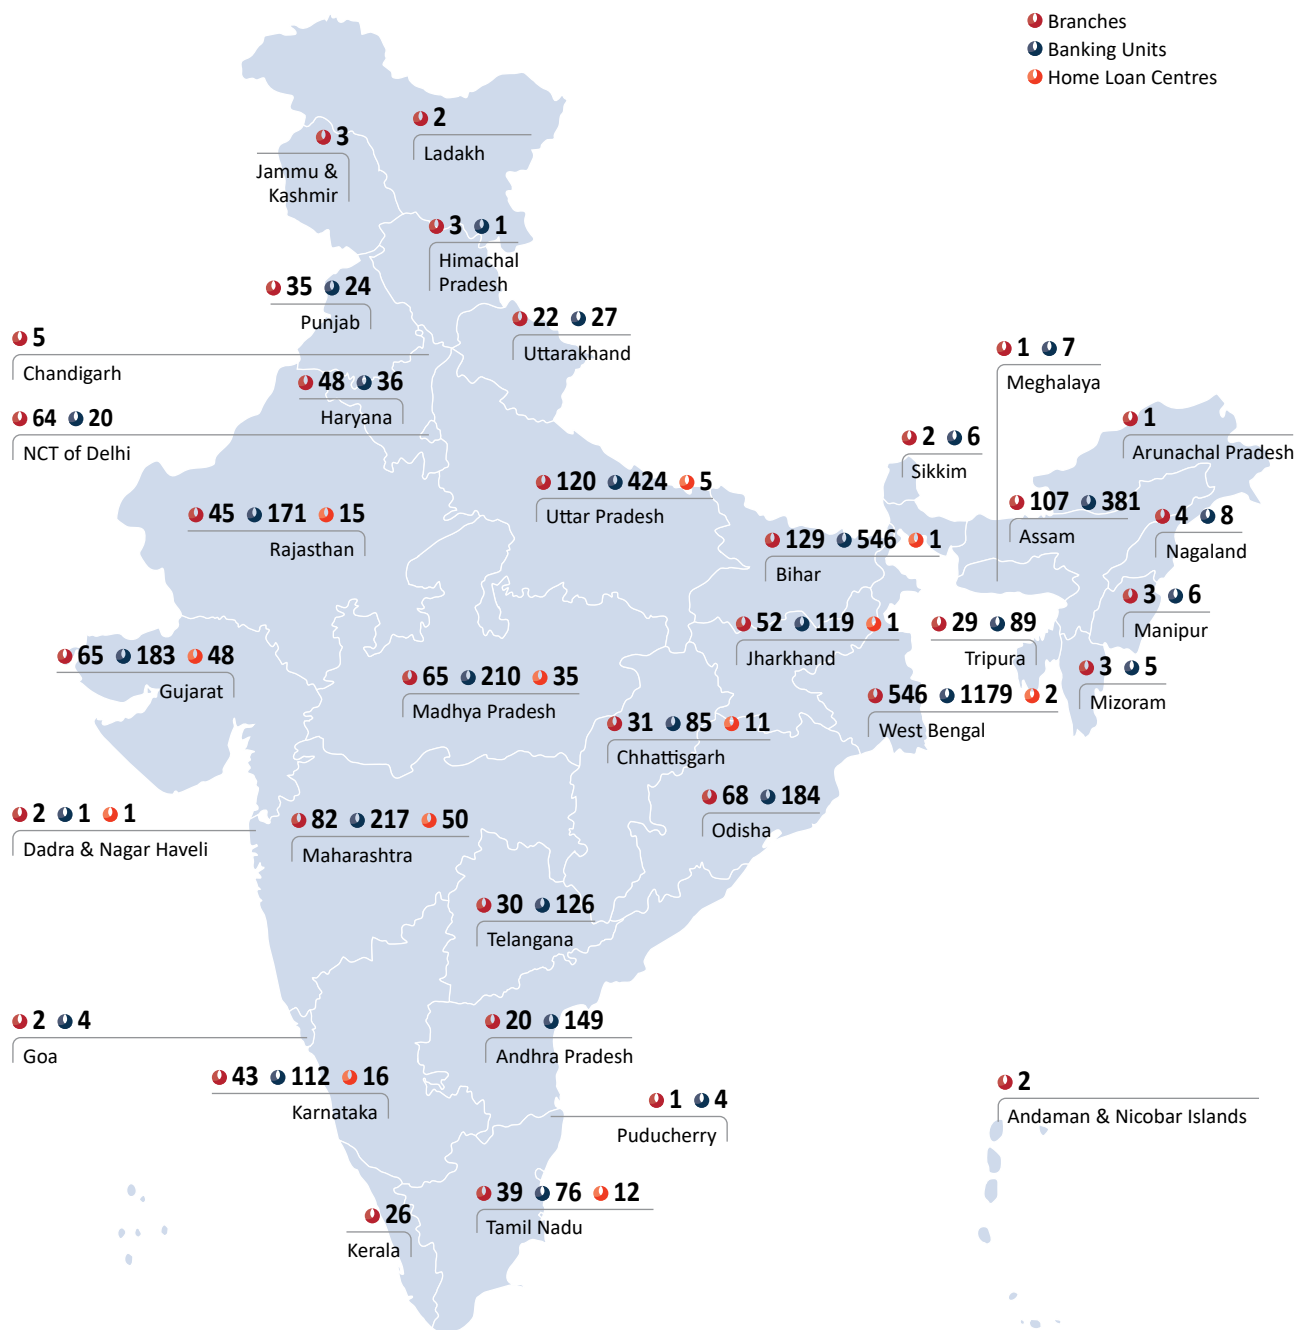 Branches
Banking Units
Home Loan Centres
2
Ladakh
3
Jammu &
Kashmir
3 1
Himachal
Pradesh
35 24
Punjab
22 27
Uttarakhand
5
Chandigarh
1 7
Meghalaya
48 36
Haryana
64 20
NCT of Delhi
1
Arunachal Pradesh
2 6
Sikkim
120 424 5
Uttar Pradesh
107 381
Assam
45 171 15
Rajasthan
4 8
Nagaland
129 546 1
Bihar
3 6
Manipur
52 119 1
Jharkhand
29 89
Tripura
65 183 48
Gujarat
3 5
Mizoram
65 210 35
Madhya Pradesh
546 1179 2
West Bengal
31 85 11
Chhattisgarh
68 184
Odisha
2 1 1
Dadra & Nagar Haveli
82 217 50
Maharashtra
30 126
Telangana
2 4
Goa
20 149
Andhra Pradesh
43 112 16
Karnataka
2
Andaman & Nicobar Islands
1 4
Puducherry
39 76 12
Tamil Nadu
26
Kerala